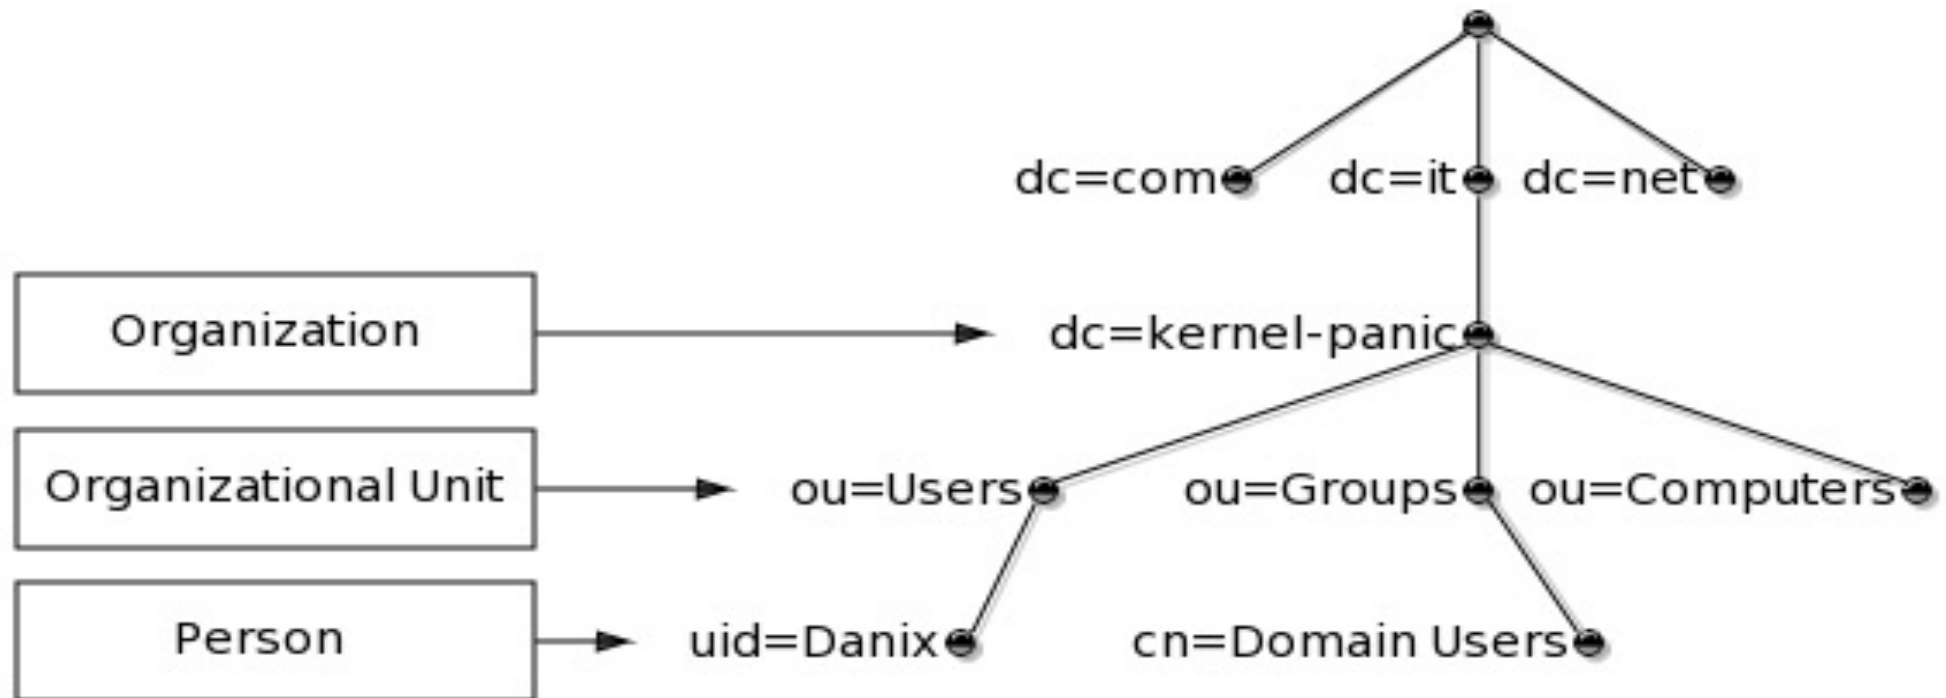 dc=com dc=it dc=net
Organization dc=kernel-panic
Organizational Unit ou=Users ou=Groups ou=Computers
Person uid=Danix cn=Domain Users